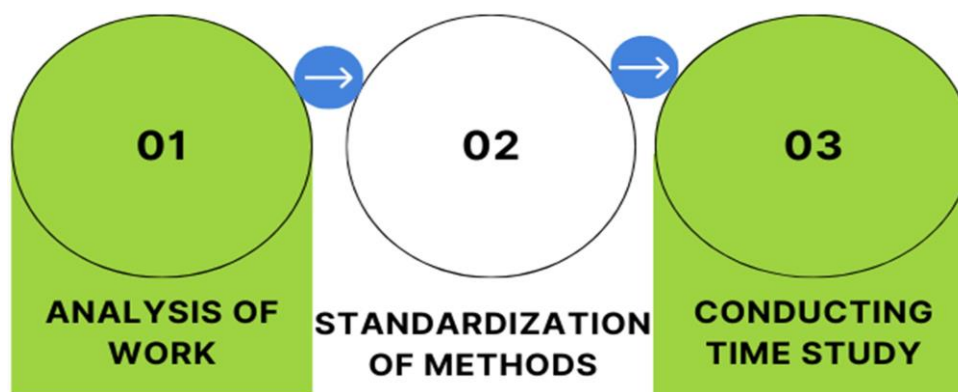 01
ANALYSIS OF
WORK
02
STANDARDIZATION
OF METHODS
03
CONDUCTING
TIME STUDY